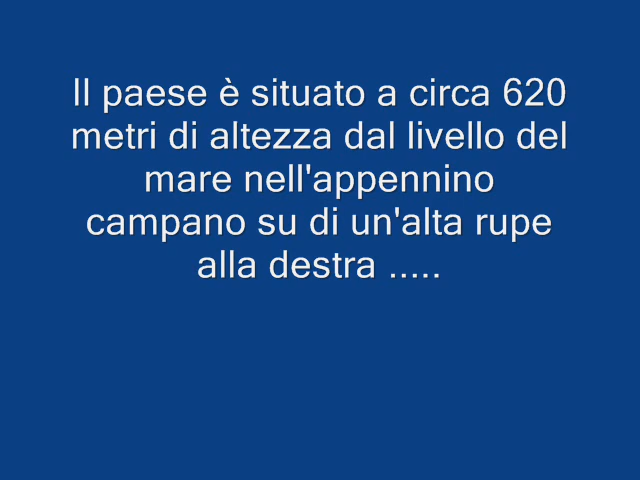 Il paese è situato a circa 620
metri di altezza dal livello del
mare nell'appennino
campano su di un'alta rupe
alla destra .....